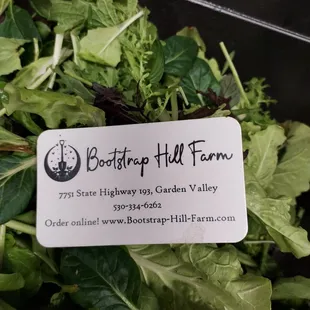 Bootstrap Hill Farm
7751 State Highway 193, Garden Valley
530-334-6262
Order online! www.Bootstrap-Hill-Farm.com